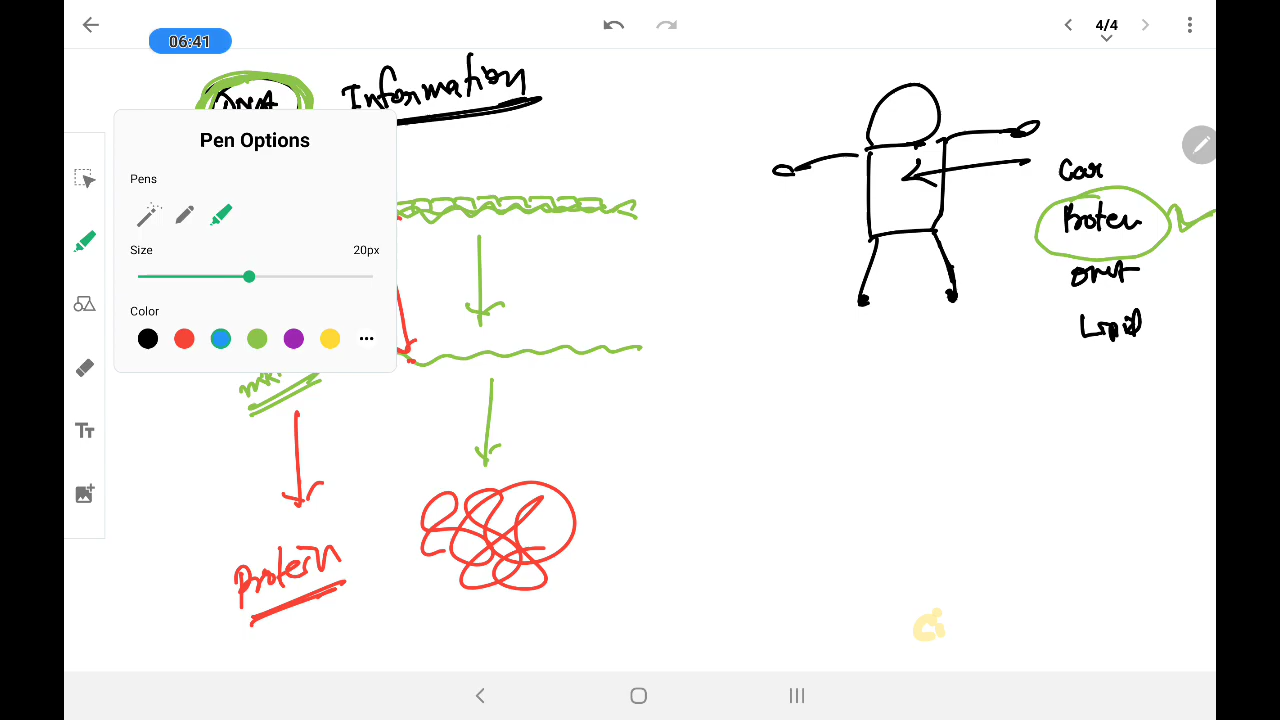 06:41
4/4
DNA Information
Pen Options
Pens
Size 20px
Color
Car
Protein
Lipid
Protein